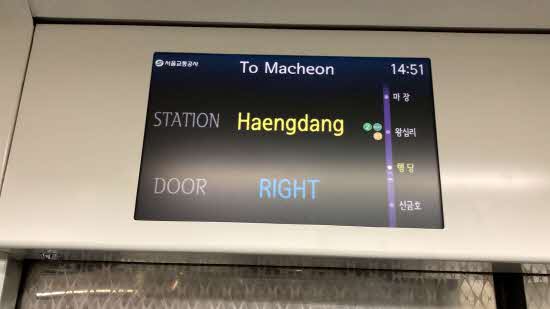 서울교통공사
To Macheon
14:51
STATION Haengdang
DOOR RIGHT
마장
2
왕십리
행당
신금호